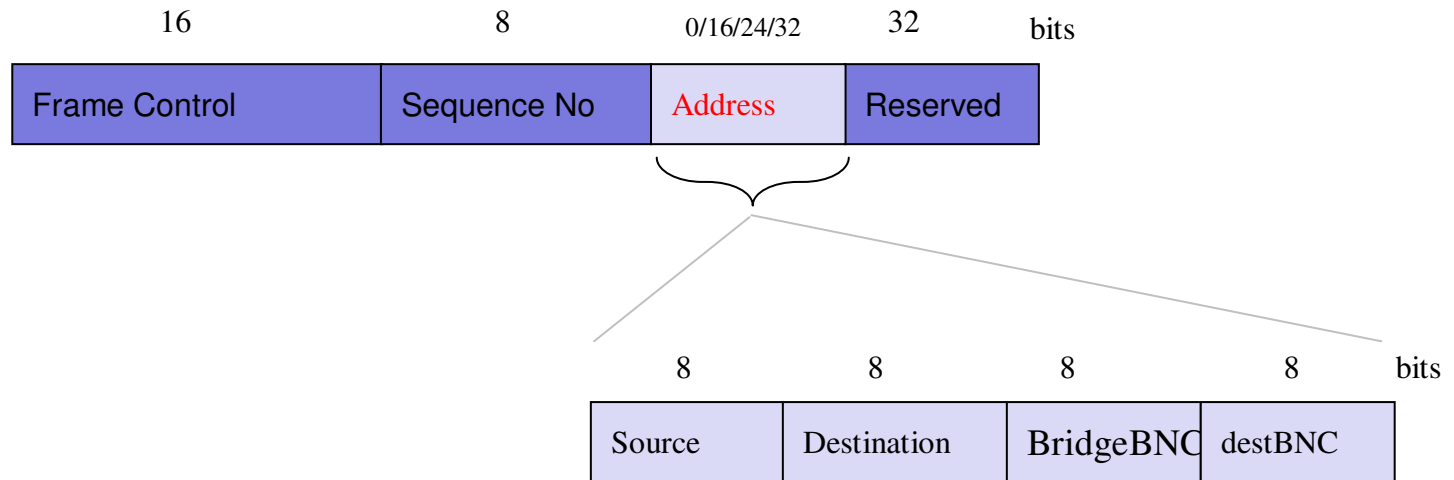 16 8 0/16/24/32 32 bits
Frame Control Sequence No Address Reserved
8 8 8 8 bits
Source Destination BridgeBNC destBNC